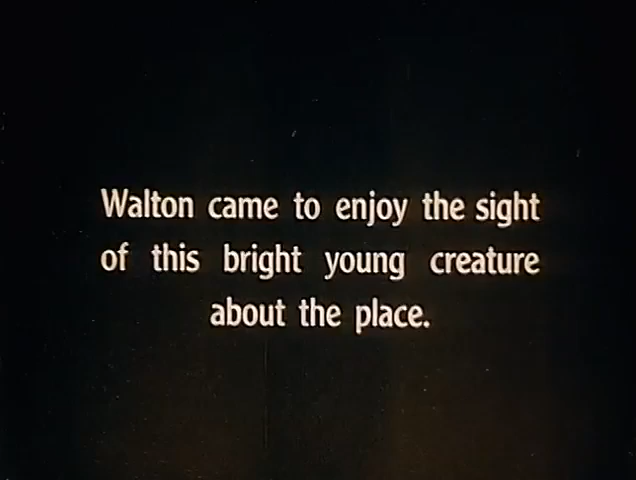 Walton came to enjoy the sight
of this bright young creature
about the place.